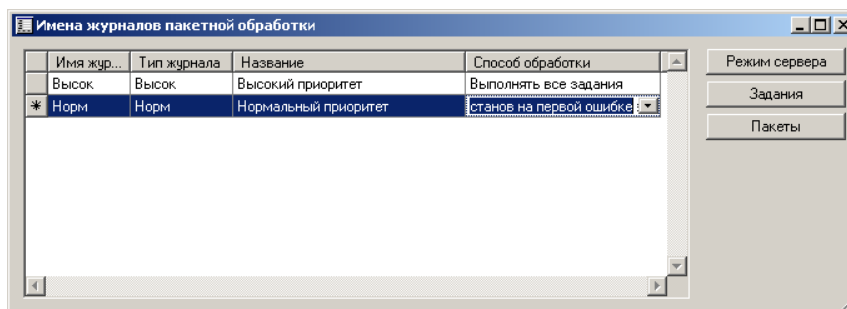 Имена журналов пакетной обработки
Имя жур... Тип журнала Название Способ обработки
Высок Высок Высокий приоритет Выполнять все задания
Норм Норм Нормальный приоритет станов на первой ошибке
Режим сервера
Задания
Пакеты